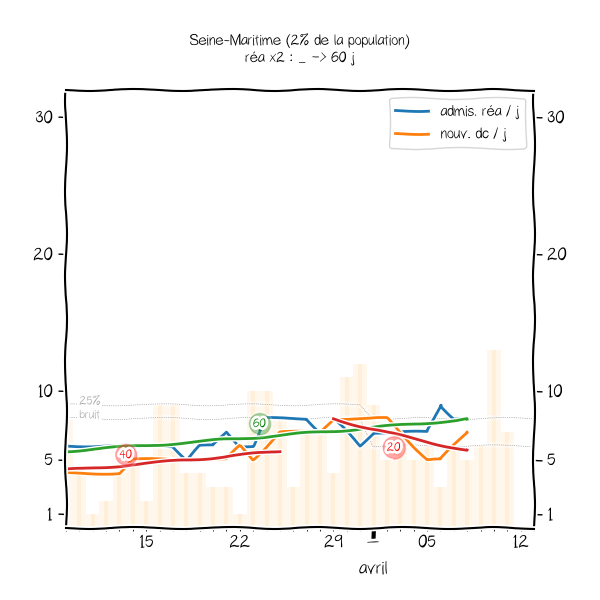 Seine-Maritime (2% de la population)
réa x2 : _ -> 60 j
admis. réa / j
nouv. dc / j
30 30
20 20
10 10
25%
bruit
60
40
20
5 5
1 1
15 22 29 _ 05 12
avril